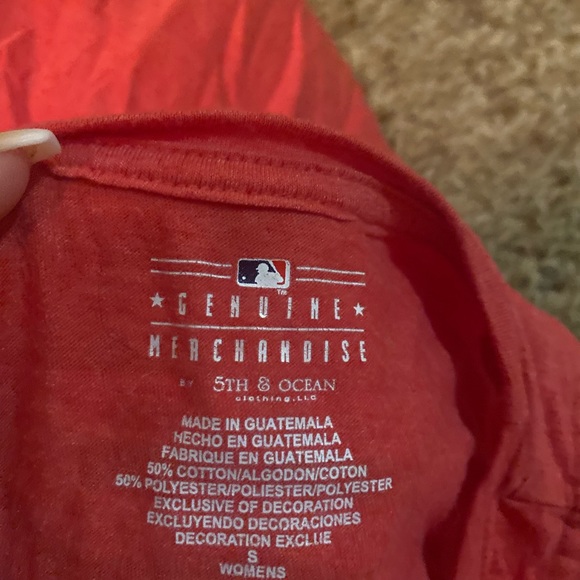 TM
★ GENUINE ★
MERCHANDISE
BY 5TH & OCEAN
clothing, LLC
MADE IN GUATEMALA
HECHO EN GUATEMALA
FABRIQUE EN GUATEMALA
50% COTTON/ALGODON/COTON
50% POLYESTER/POLIESTER/POLYESTER
EXCLUSIVE OF DECORATION
EXCLUYENDO DECORACIONES
DECORATION EXCLUE
S
WOMENS